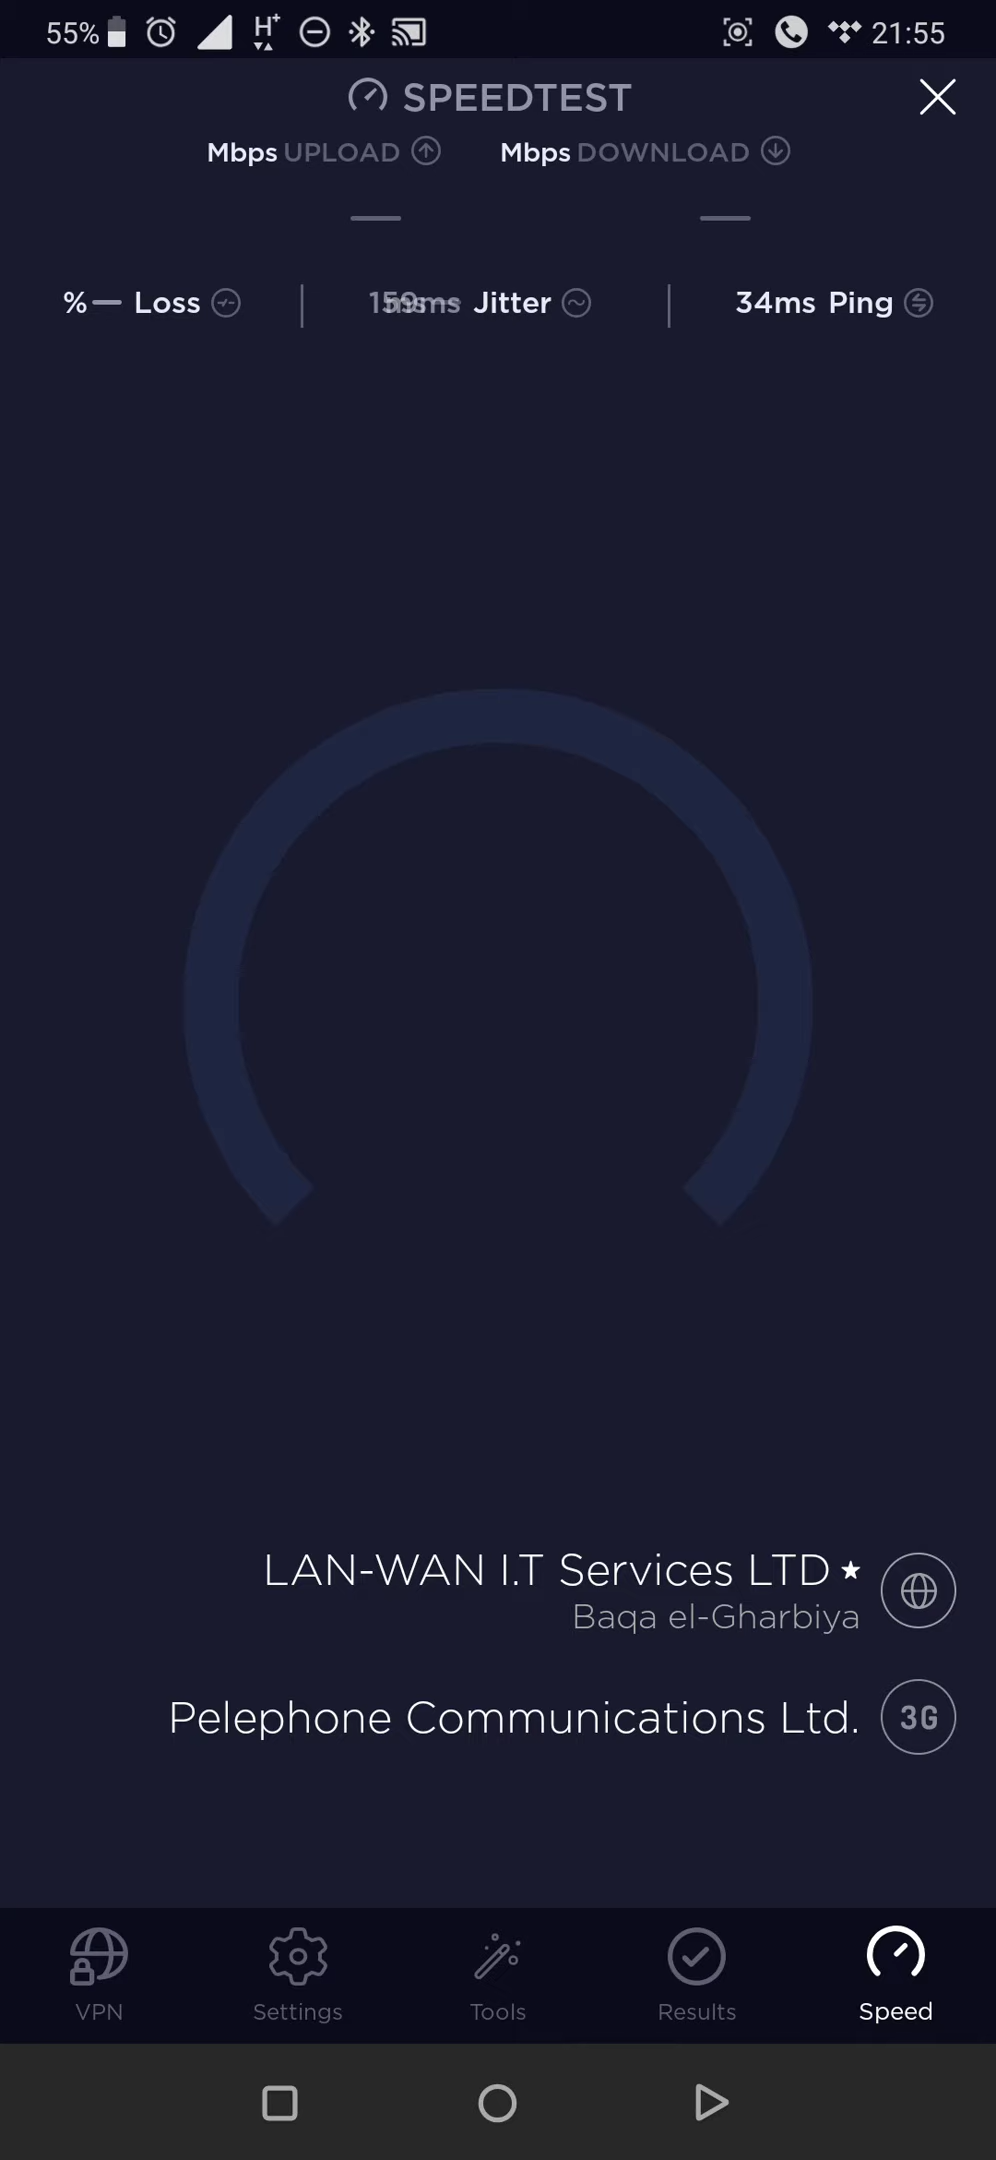 55% H+ 21:55
SPEEDTEST
Mbps UPLOAD Mbps DOWNLOAD
% — Loss Jitter 34ms Ping
LAN-WAN I.T Services LTD ★
Baqa el-Gharbiya
Pelephone Communications Ltd. 3G
VPN Settings Tools Results Speed